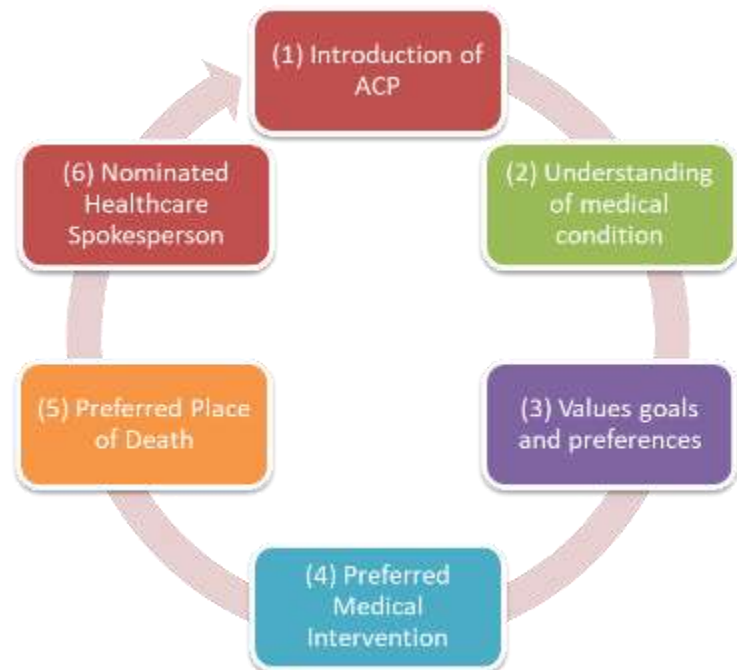 (1) Introduction of
ACP
(2) Understanding
of medical
condition
(3) Values goals
and preferences
(4) Preferred
Medical
Intervention
(5) Preferred Place
of Death
(6) Nominated
Healthcare
Spokesperson